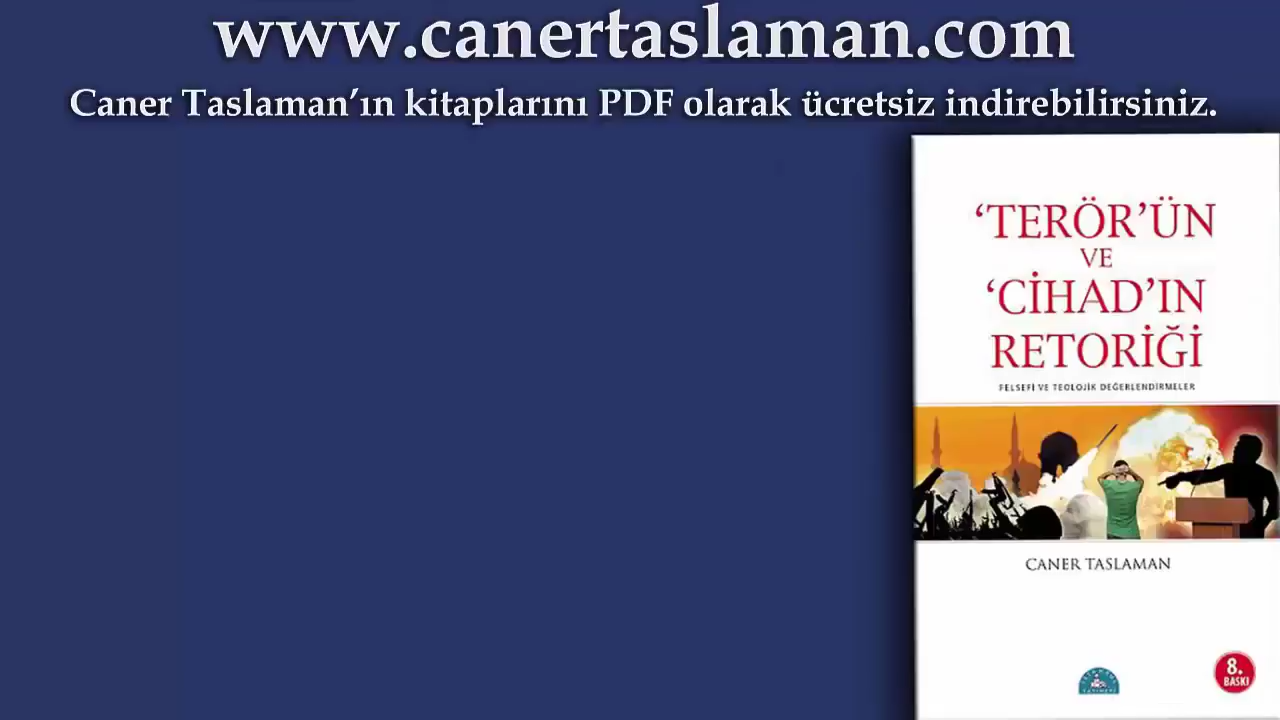 www.canertaslaman.com
Caner Taslaman’ın kitaplarını PDF olarak ücretsiz indirebilirsiniz.
‘TERÖR’ÜN
VE
‘CİHAD’IN
RETORİĞİ
FELSEFİ VE TEOLOJİK DEĞERLENDİRMELER
CANER TASLAMAN
8.
BASKI